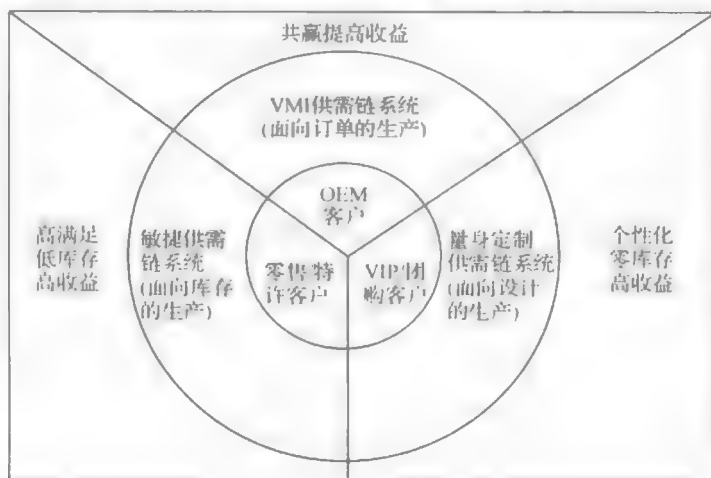 共赢提高收益
VMI供需链系统
(面向订单的生产)
OEM
客户
高满足
低库存
高收益
敏捷供需
链系统
(面向库存
的生产)
零售/特
许客户
VIP/团
购客户
量身定制
供需链系统
(面向设计
的生产)
个性化
零库存
高收益